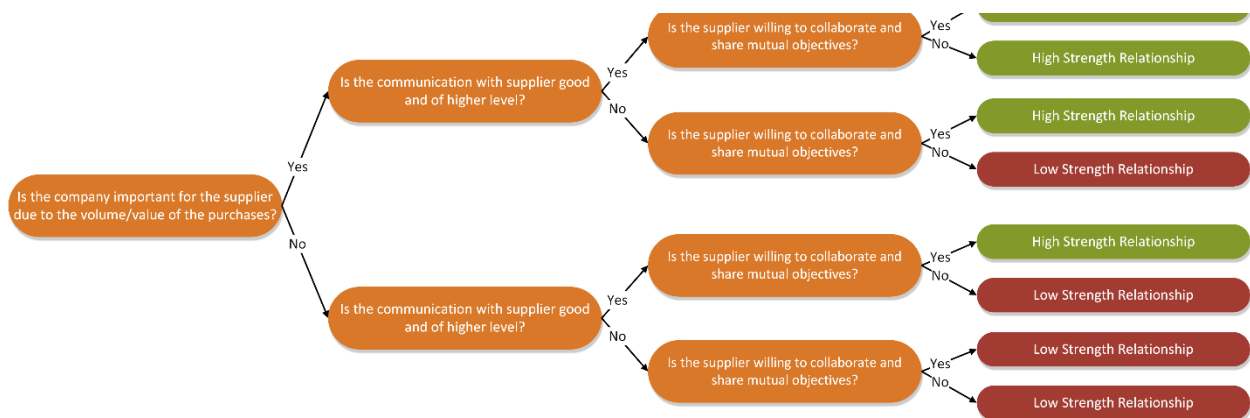 Is the supplier willing to collaborate and
share mutual objectives?
Yes
No
High Strength Relationship
Is the communication with supplier good
and of higher level?
Yes
No
Is the supplier willing to collaborate and
share mutual objectives?
Yes
No
High Strength Relationship
Low Strength Relationship
Is the company important for the supplier
due to the volume/value of the purchases?
Yes
No
Is the communication with supplier good
and of higher level?
Yes
No
Is the supplier willing to collaborate and
share mutual objectives?
Yes
No
High Strength Relationship
Low Strength Relationship
Is the supplier willing to collaborate and
share mutual objectives?
Yes
No
Low Strength Relationship
Low Strength Relationship